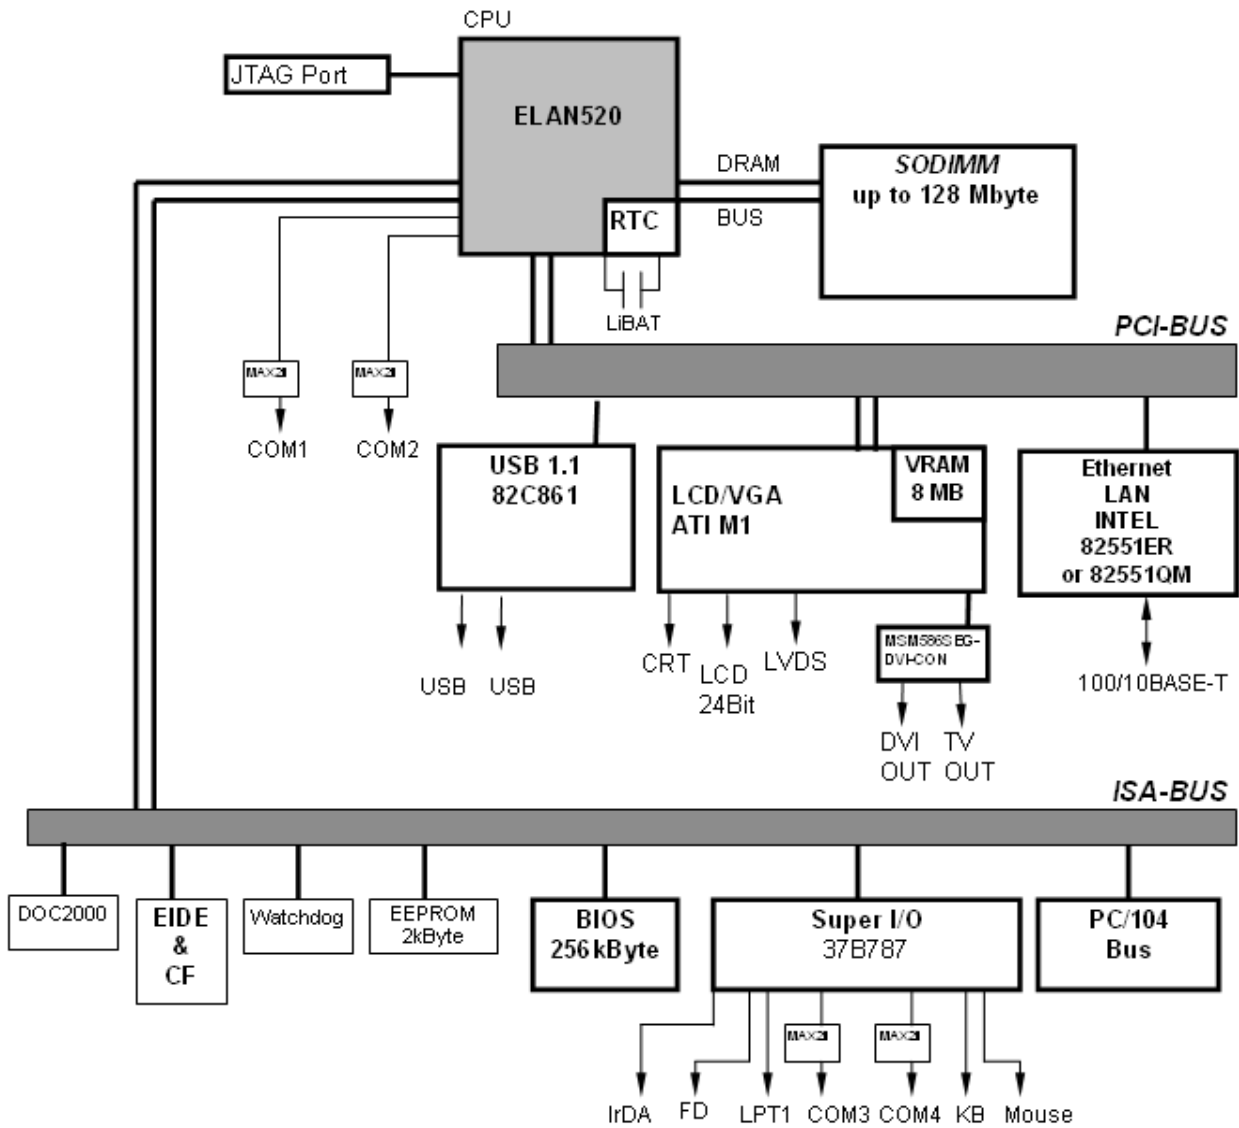 CPU
JTAG Port
ELAN520
DRAM
BUS
SODIMM
up to 128 Mbyte
RTC
LiBAT
PCI-BUS
COM1
COM2
USB 1.1
82C861
LCD/VGA
ATI M1
VRAM
8 MB
Ethernet
LAN
INTEL
82551ER
or 82551QM
USB
USB
CRT
LCD
24Bit
LVDS
MSM586SEG-
DVI-CON
DVI
OUT
TV
OUT
100/10BASE-T
ISA-BUS
DOC2000
EIDE
&
CF
Watchdog
EEPROM
2kByte
BIOS
256kByte
Super I/O
37B787
PC/104
Bus
IrDA
FD
LPT1
COM3
COM4
KB
Mouse